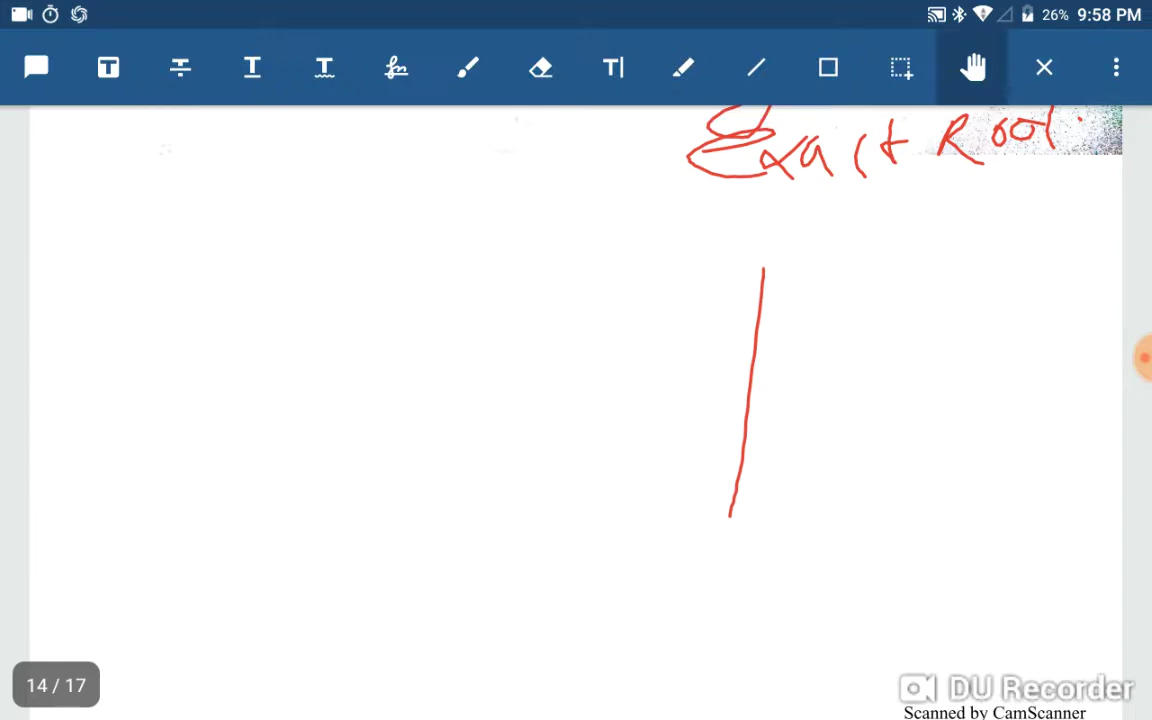 26% 9:58 PM
Exact Root.
14 / 17
DU Recorder
Scanned by CamScanner